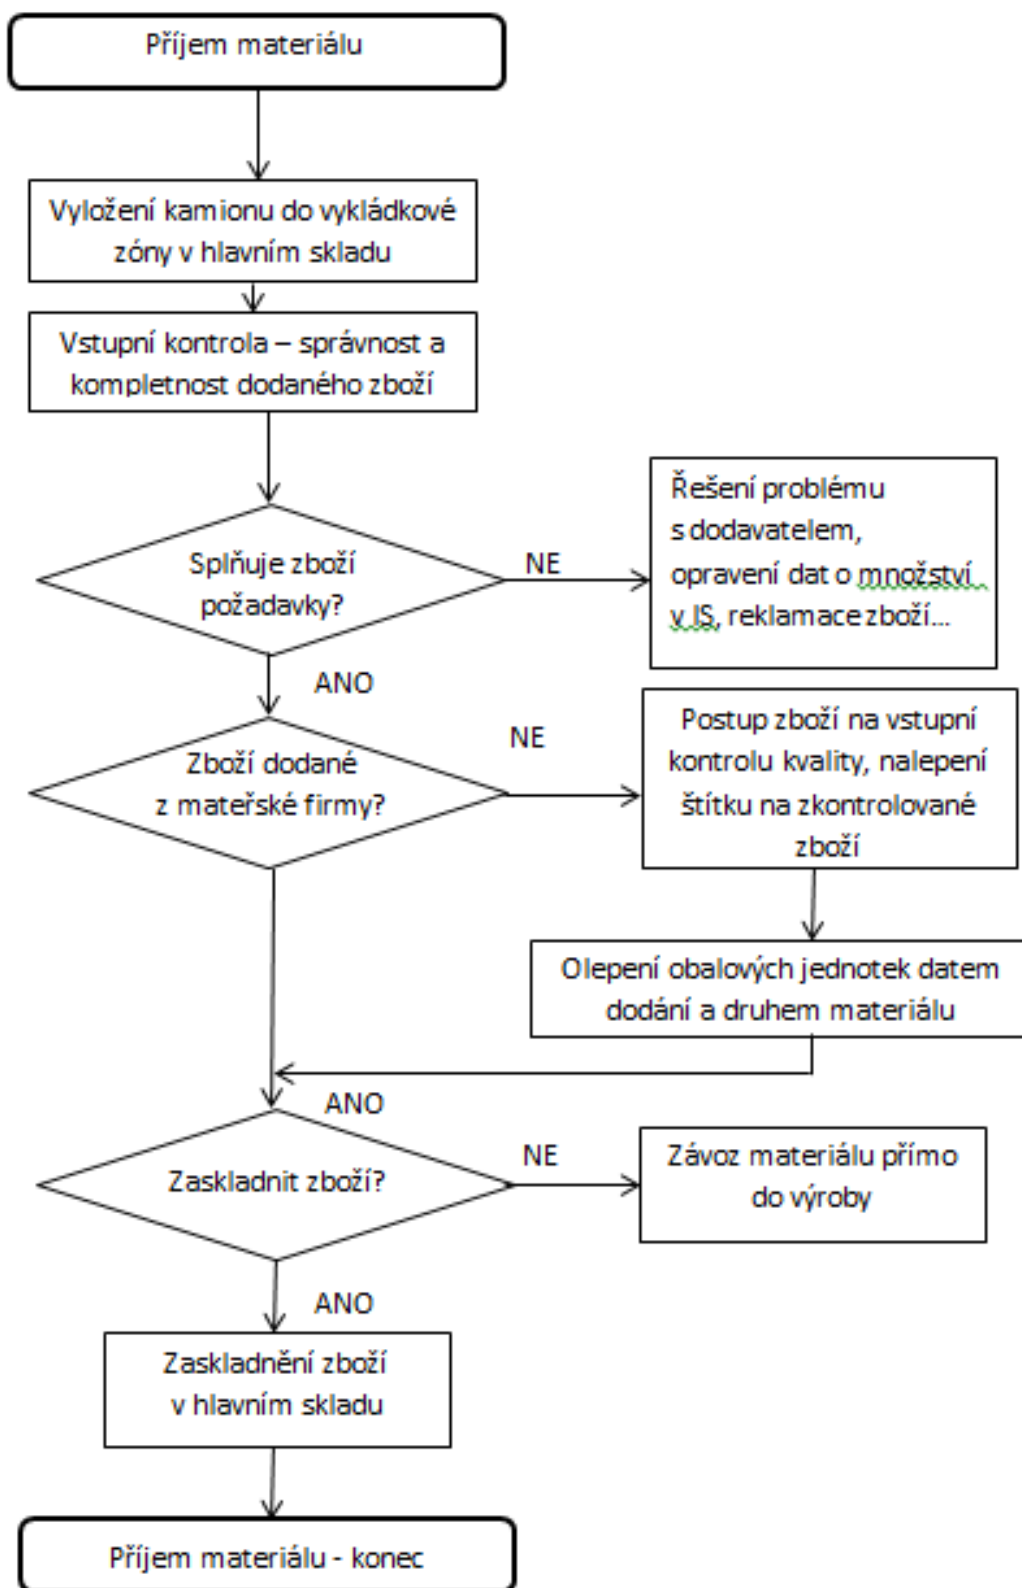 Příjem materiálu
Vyložení kamionu do vykládkové
zóny v hlavním skladu
Vstupní kontrola – správnost a
kompletnost dodaného zboží
Splňuje zboží
požadavky?
NE
Řešení problému
s dodavatelem,
opravení dat o množství
v IS, reklamace zboží...
ANO
Zboží dodané
z mateřské firmy?
NE
Postup zboží na vstupní
kontrolu kvality, nalepení
štítku na zkontrolované
zboží
Olepení obalových jednotek datem
dodání a druhem materiálu
ANO
Zaskladnit zboží?
NE
Závoz materiálu přímo
do výroby
ANO
Zaskladnění zboží
v hlavním skladu
Příjem materiálu - konec